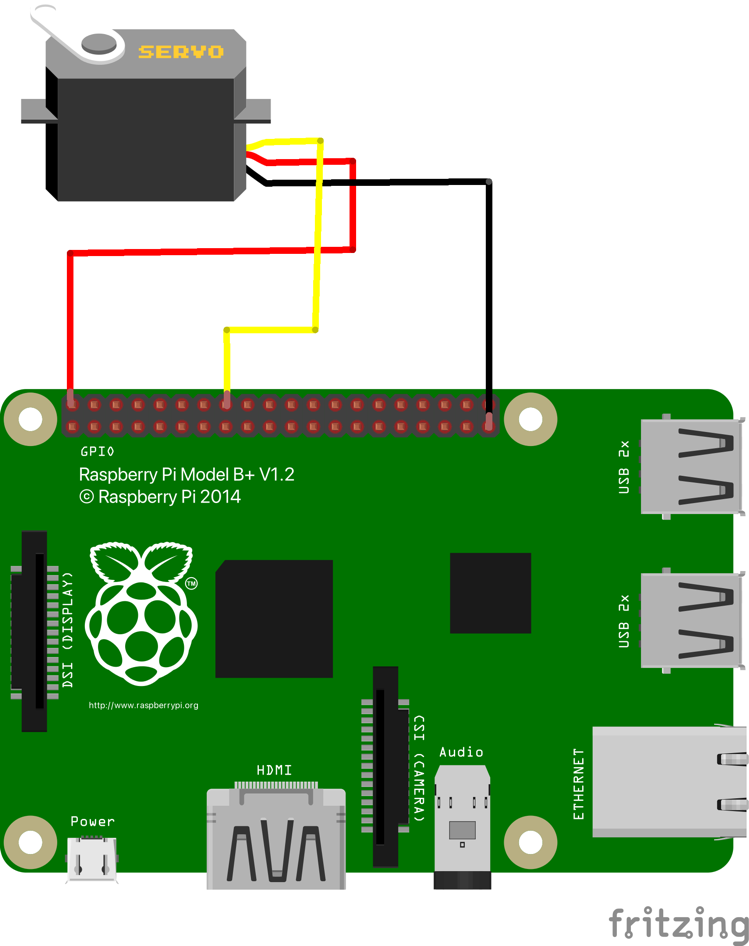 SERVO
GPIO
Raspberry Pi Model B+ V1.2
© Raspberry Pi 2014
USB 2x
DSI (DISPLAY)
TM
USB 2x
http://www.raspberrypi.org
CSI (CAMERA)
Audio
ETHERNET
HDMI
Power
fritzing